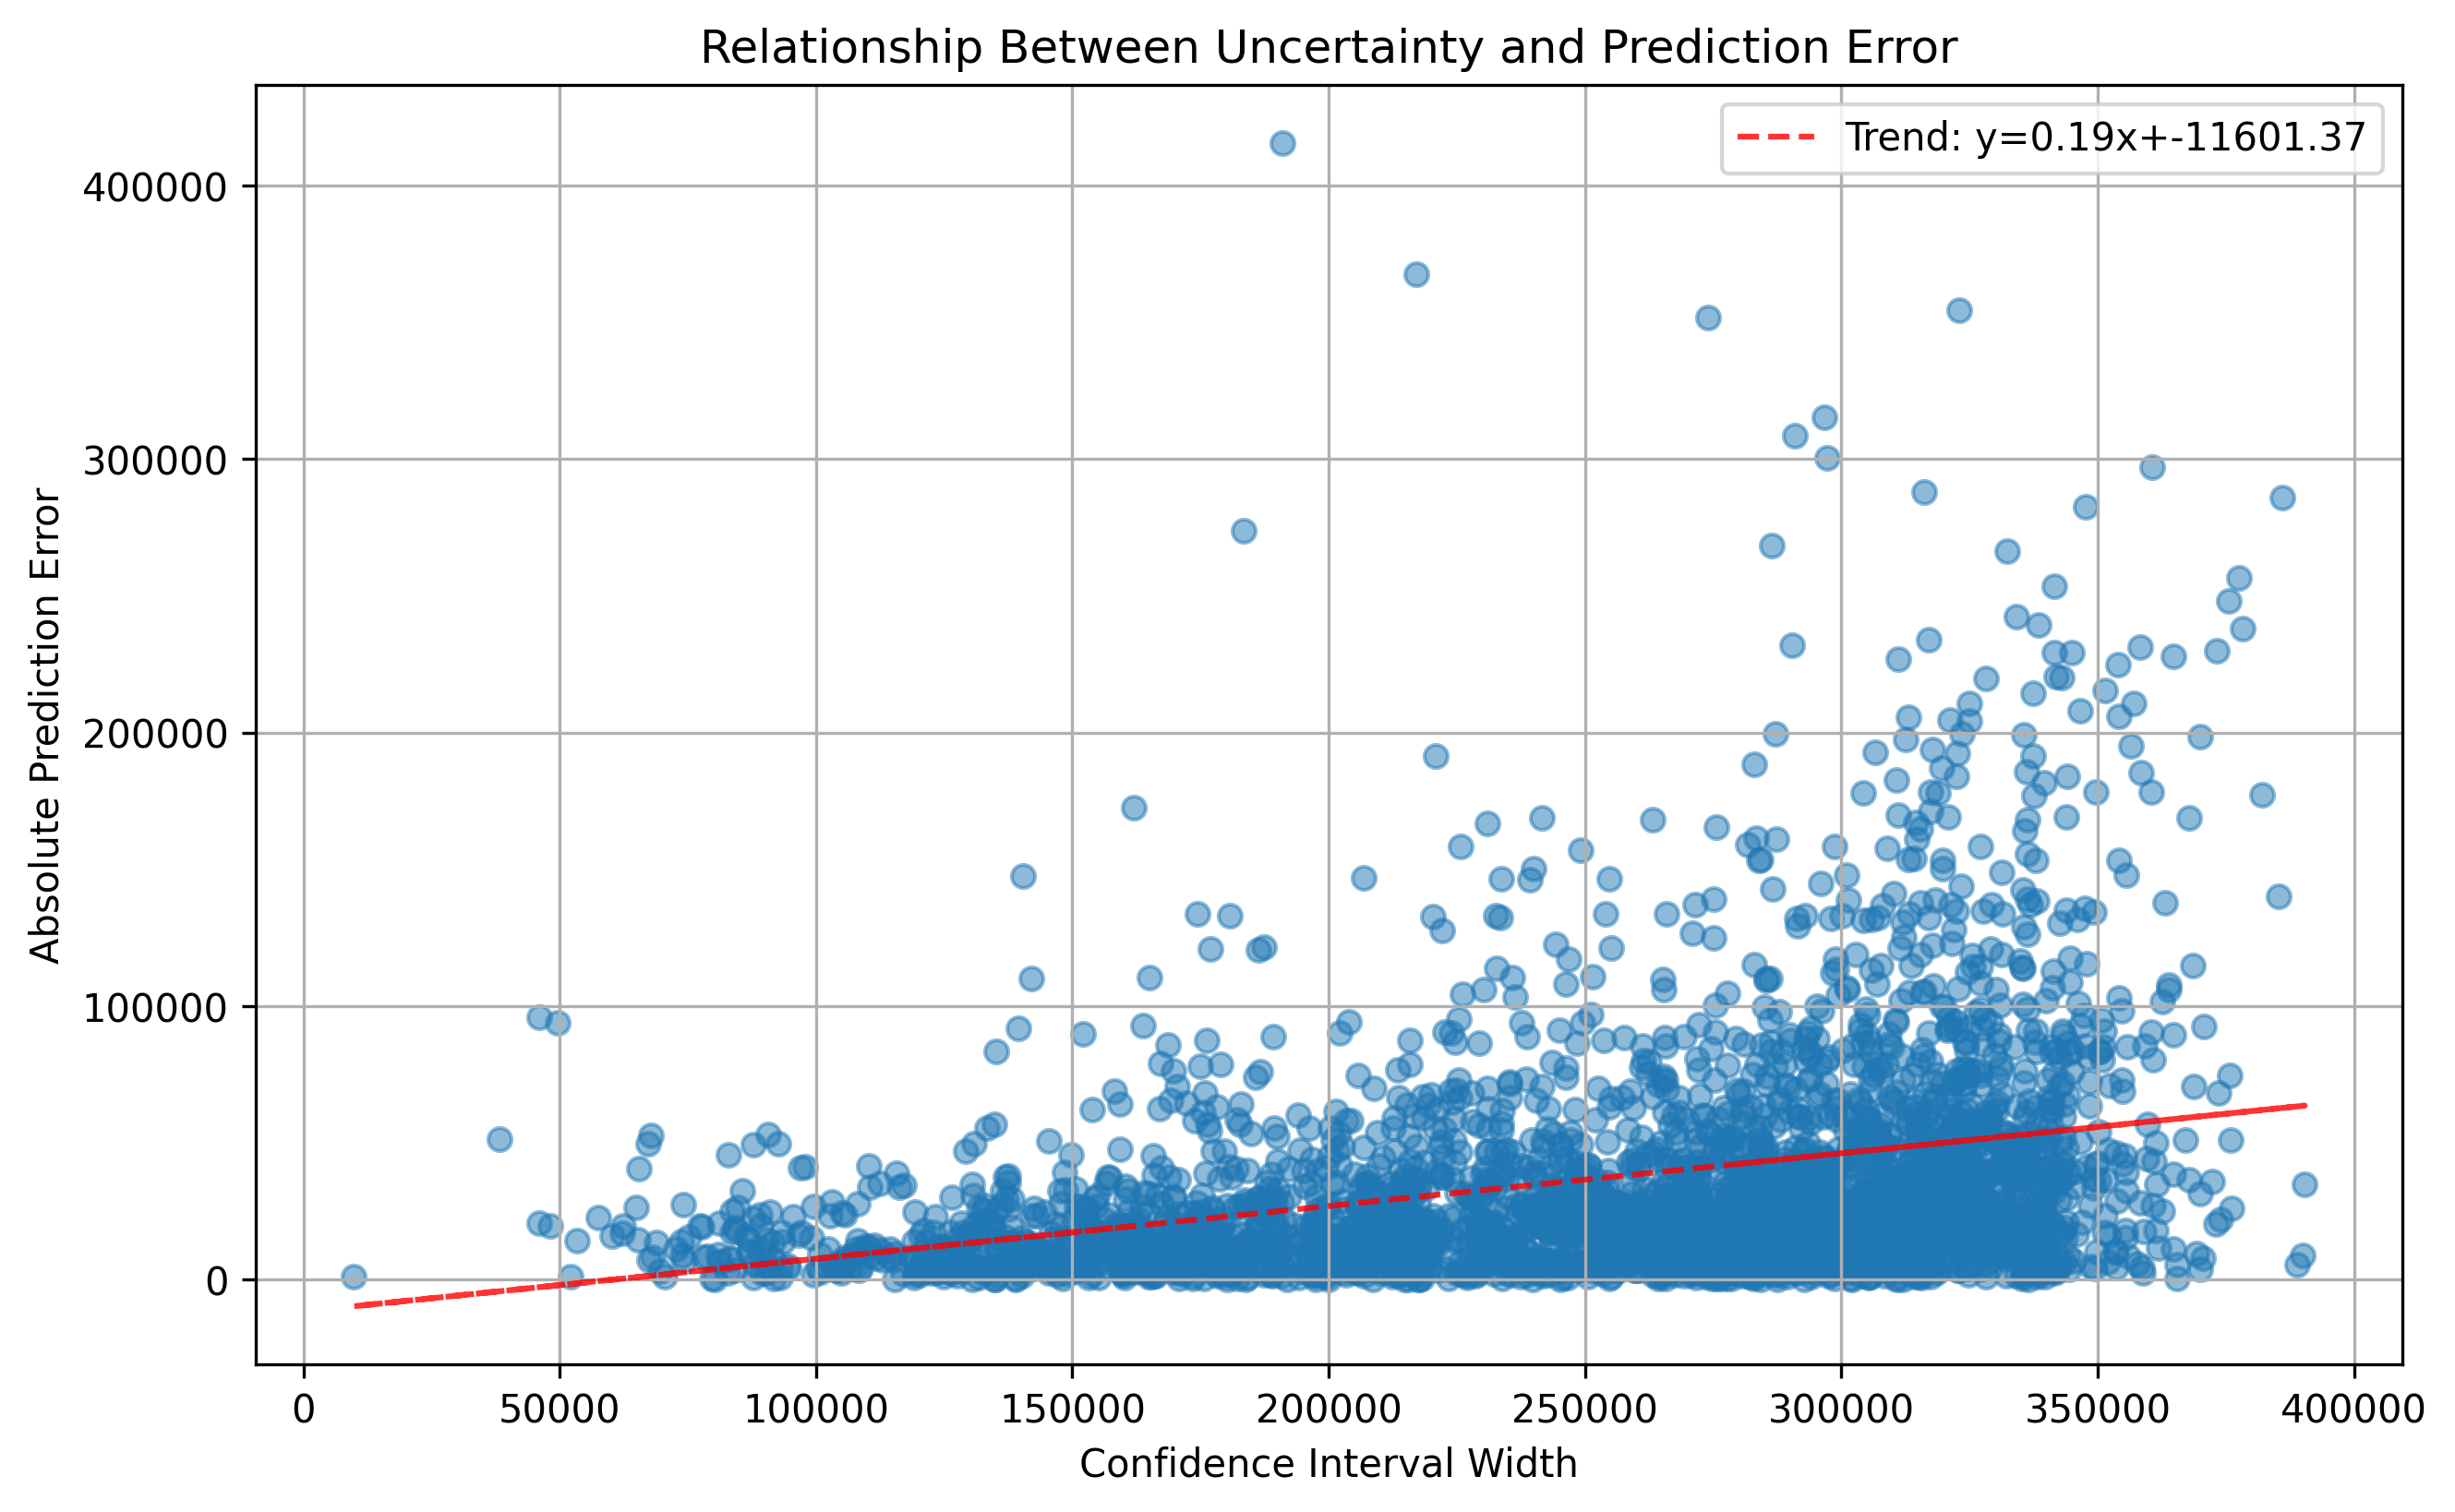 Relationship Between Uncertainty and Prediction Error
Trend: y=0.19x+-11601.37
Absolute Prediction Error
400000
300000
200000
100000
0
0 50000 100000 150000 200000 250000 300000 350000 400000
Confidence Interval Width